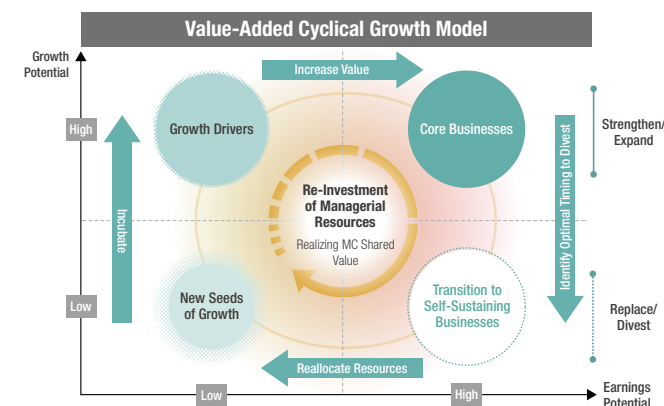 Value-Added Cyclical Growth Model
Growth
Potential
Increase Value
High
Growth Drivers
Core Businesses
Strengthen/
Expand
Incubate
Re-Investment
of Managerial
Resources
Realizing MC Shared
Value
Identify Optimal Timing to Divest
Low
New Seeds
of Growth
Transition to
Self-Sustaining
Businesses
Replace/
Divest
Reallocate Resources
Low
High
Earnings
Potential